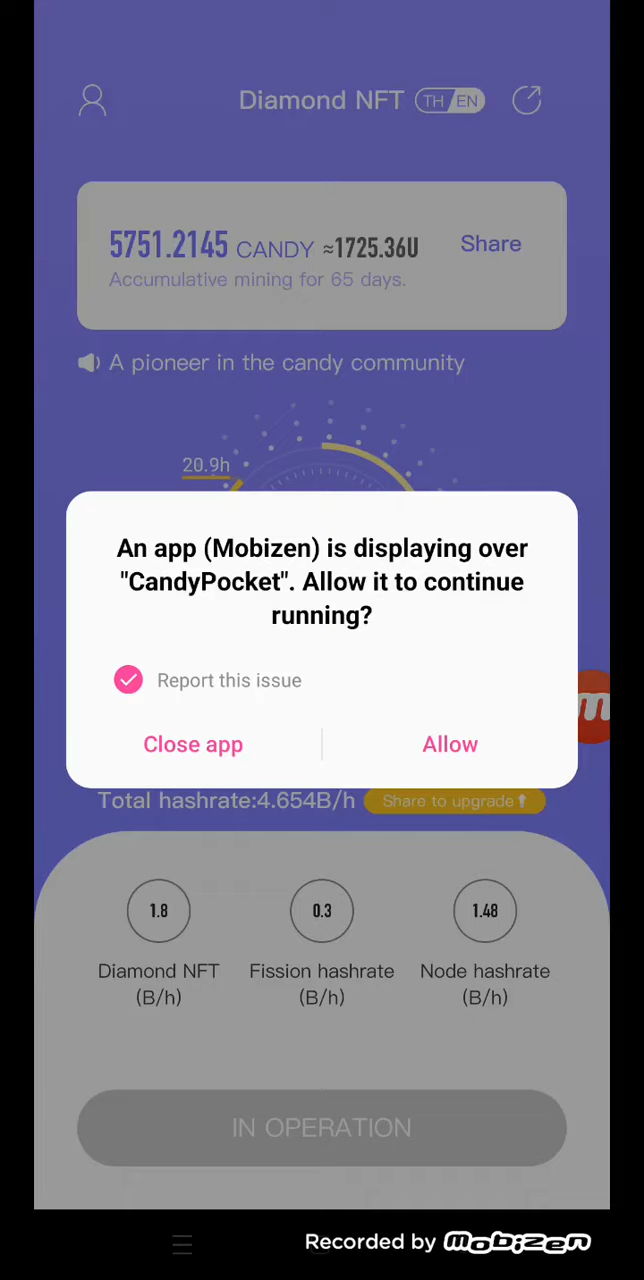 Diamond NFT TH/EN
5751.2145 CANDY ≈1725.36U Share
Accumulative mining for 65 days.
A pioneer in the candy community
20.9h
An app (Mobizen) is displaying over
"CandyPocket". Allow it to continue
running?
Report this issue
Close app Allow
Total hashrate:4.654B/h Share to upgrade
1.8 0.3 1.48
Diamond NFT Fission hashrate Node hashrate
(B/h) (B/h) (B/h)
IN OPERATION
Recorded by mobizen